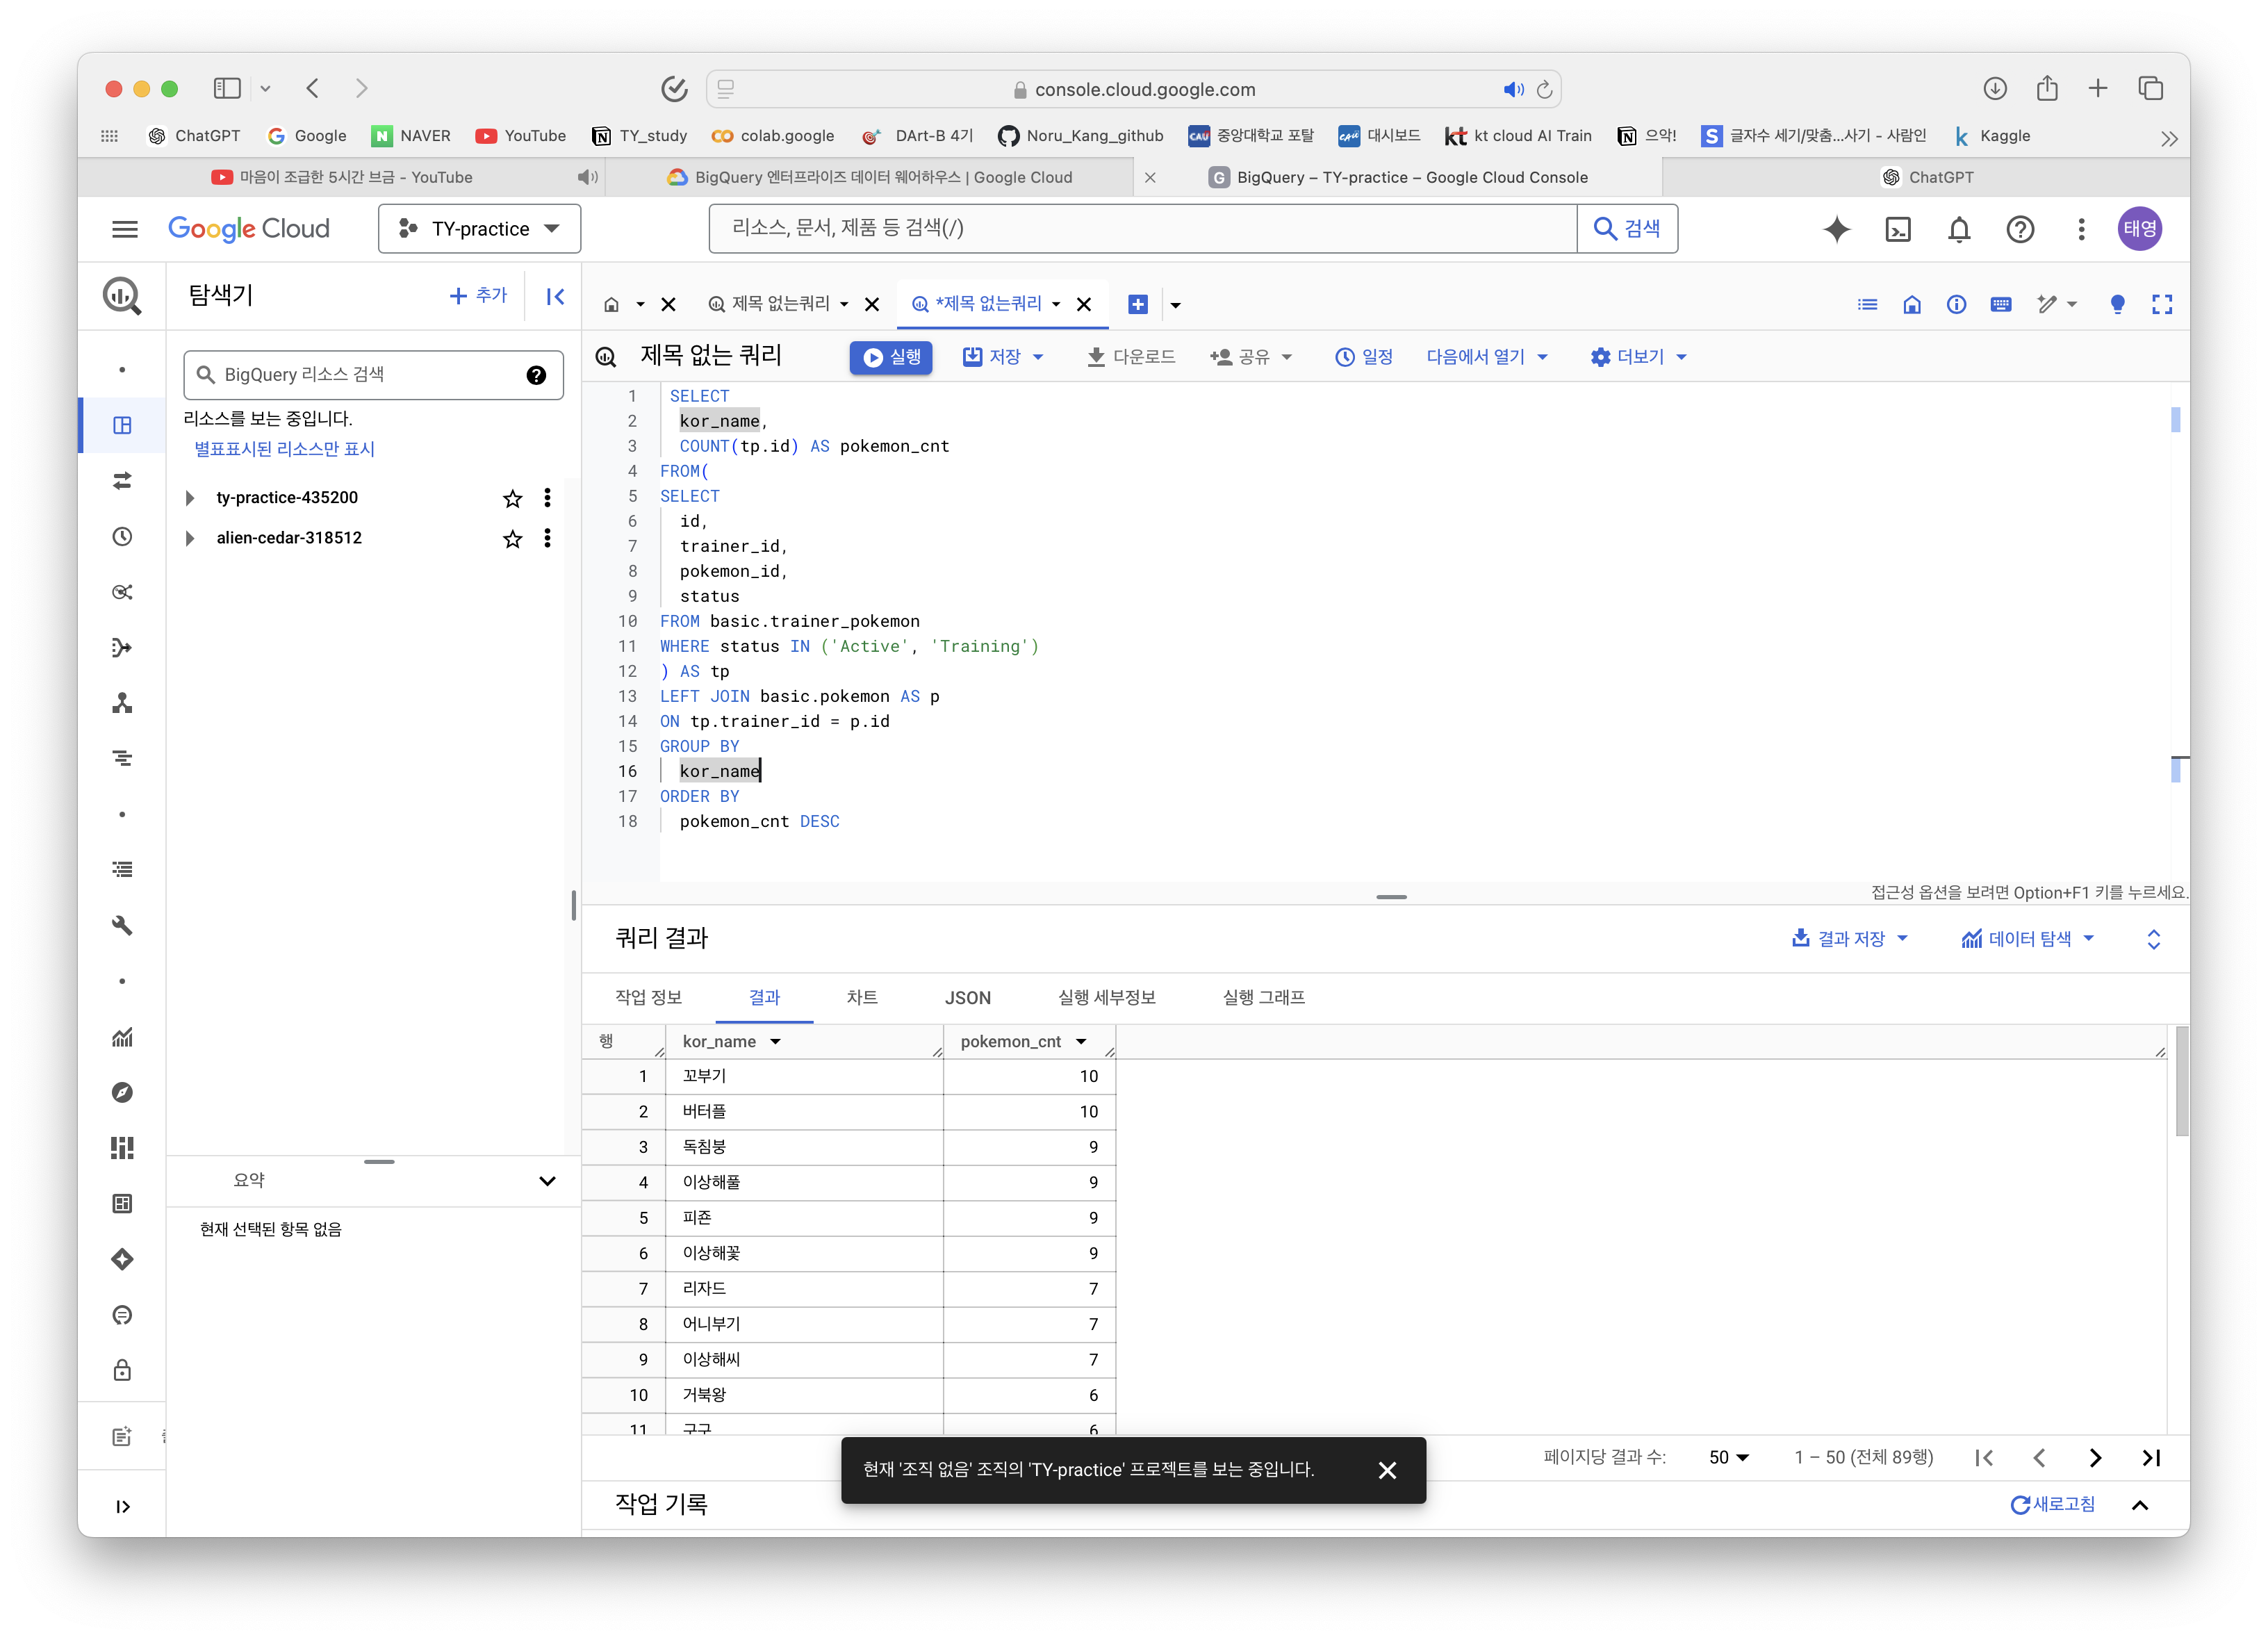 console.cloud.google.com
ChatGPT Google NAVER YouTube TY_study colab.google DArt-B 4기 Noru_Kang_github 중앙대학교 포탈 대시보드 kt cloud AI Train 으악! 글자수 세기/맞춤...사기 - 사람인 Kaggle
마음이 조급한 5시간 브금 - YouTube BigQuery 엔터프라이즈 데이터 웨어하우스 | Google Cloud BigQuery – TY-practice – Google Cloud Console ChatGPT
Google Cloud TY-practice 리소스, 문서, 제품 등 검색(/) 검색 태영
탐색기 + 추가
제목 없는쿼리 *제목 없는쿼리
BigQuery 리소스 검색
리소스를 보는 중입니다.
별표표시된 리소스만 표시
ty-practice-435200
alien-cedar-318512
요약
현재 선택된 항목 없음
제목 없는 쿼리 실행 저장 다운로드 공유 일정 다음에서 열기 더보기
1 SELECT
2 kor_name,
3 COUNT(tp.id) AS pokemon_cnt
4 FROM(
5 SELECT
6 id,
7 trainer_id,
8 pokemon_id,
9 status
10 FROM basic.trainer_pokemon
11 WHERE status IN ('Active', 'Training')
12 ) AS tp
13 LEFT JOIN basic.pokemon AS p
14 ON tp.trainer_id = p.id
15 GROUP BY
16 kor_name
17 ORDER BY
18 pokemon_cnt DESC
접근성 옵션을 보려면 Option+F1 키를 누르세요.
쿼리 결과 결과 저장 데이터 탐색
작업 정보 결과 차트 JSON 실행 세부정보 실행 그래프
행 kor_name pokemon_cnt
1 꼬부기 10
2 버터플 10
3 독침붕 9
4 이상해풀 9
5 피죤 9
6 이상해꽃 9
7 리자드 7
8 어니부기 7
9 이상해씨 7
10 거북왕 6
11 구구 6
페이지당 결과 수: 50 1 – 50 (전체 89행)
현재 '조직 없음' 조직의 'TY-practice' 프로젝트를 보는 중입니다.
작업 기록 새로고침